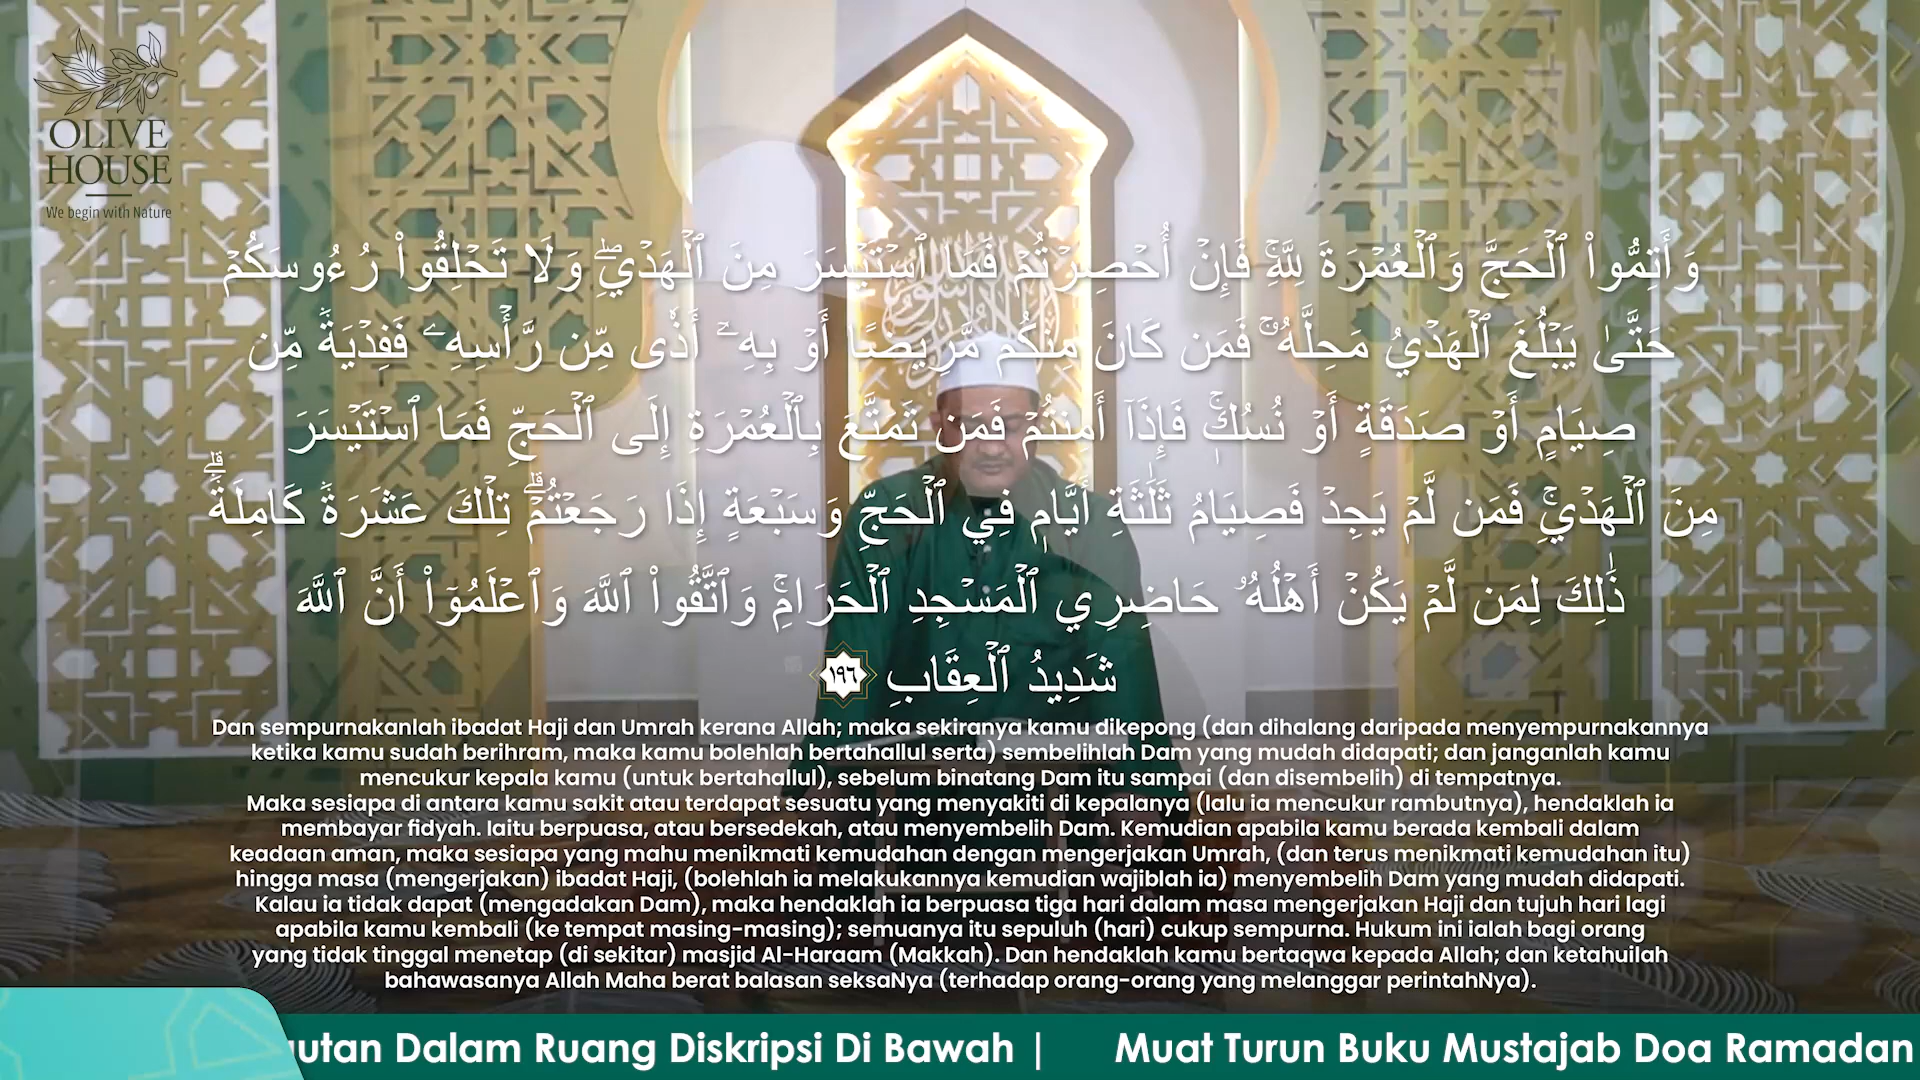 OLIVE
HOUSE
We begin with Nature
وَأَتِمُّوا۟ ٱلْحَجَّ وَٱلْعُمْرَةَ لِلَّهِ ۚ فَإِنْ أُحْصِرْتُمْ فَمَا ٱسْتَيْسَرَ مِنَ ٱلْهَدْىِ ۖ وَلَا تَحْلِقُوا۟ رُءُوسَكُمْ
حَتَّىٰ يَبْلُغَ ٱلْهَدْىُ مَحِلَّهُۥ ۚ فَمَن كَانَ مِنكُم مَّرِيضًا أَوْ بِهِۦٓ أَذًى مِّن رَّأْسِهِۦ فَفِدْيَةٌ مِّن
صِيَامٍ أَوْ صَدَقَةٍ أَوْ نُسُكٍ ۚ فَإِذَآ أَمِنتُمْ فَمَن تَمَتَّعَ بِٱلْعُمْرَةِ إِلَى ٱلْحَجِّ فَمَا ٱسْتَيْسَرَ
مِنَ ٱلْهَدْىِ ۚ فَمَن لَّمْ يَجِدْ فَصِيَامُ ثَلَٰثَةِ أَيَّامٍ فِي ٱلْحَجِّ وَسَبْعَةٍ إِذَا رَجَعْتُمْ ۗ تِلْكَ عَشَرَةٌ كَامِلَةٌ ۗ
ذَٰلِكَ لِمَن لَّمْ يَكُنْ أَهْلُهُۥ حَاضِرِي ٱلْمَسْجِدِ ٱلْحَرَامِ ۚ وَٱتَّقُوا۟ ٱللَّهَ وَٱعْلَمُوٓا۟ أَنَّ ٱللَّهَ
شَدِيدُ ٱلْعِقَابِ ١٩٦
Dan sempurnakanlah ibadat Haji dan Umrah kerana Allah; maka sekiranya kamu dikepong (dan dihalang daripada menyempurnakannya
ketika kamu sudah berihram, maka kamu bolehlah bertahallul serta) sembelihlah Dam yang mudah didapati; dan janganlah kamu
mencukur kepala kamu (untuk bertahallul), sebelum binatang Dam itu sampai (dan disembelih) di tempatnya.
Maka sesiapa di antara kamu sakit atau terdapat sesuatu yang menyakiti di kepalanya (lalu ia mencukur rambutnya), hendaklah ia
membayar fidyah. Iaitu berpuasa, atau bersedekah, atau menyembelih Dam. Kemudian apabila kamu berada kembali dalam
keadaan aman, maka sesiapa yang mahu menikmati kemudahan dengan mengerjakan Umrah, (dan terus menikmati kemudahan itu)
hingga masa (mengerjakan) ibadat Haji, (bolehlah ia melakukannya kemudian wajiblah ia) menyembelih Dam yang mudah didapati.
Kalau ia tidak dapat (mengadakan Dam), maka hendaklah ia berpuasa tiga hari dalam masa mengerjakan Haji dan tujuh hari lagi
apabila kamu kembali (ke tempat masing-masing); semuanya itu sepuluh (hari) cukup sempurna. Hukum ini ialah bagi orang
yang tidak tinggal menetap (di sekitar) masjid Al-Haraam (Makkah). Dan hendaklah kamu bertaqwa kepada Allah; dan ketahuilah
bahawasanya Allah Maha berat balasan seksaNya (terhadap orang-orang yang melanggar perintahNya).
autan Dalam Ruang Diskripsi Di Bawah | Muat Turun Buku Mustajab Doa Ramadan